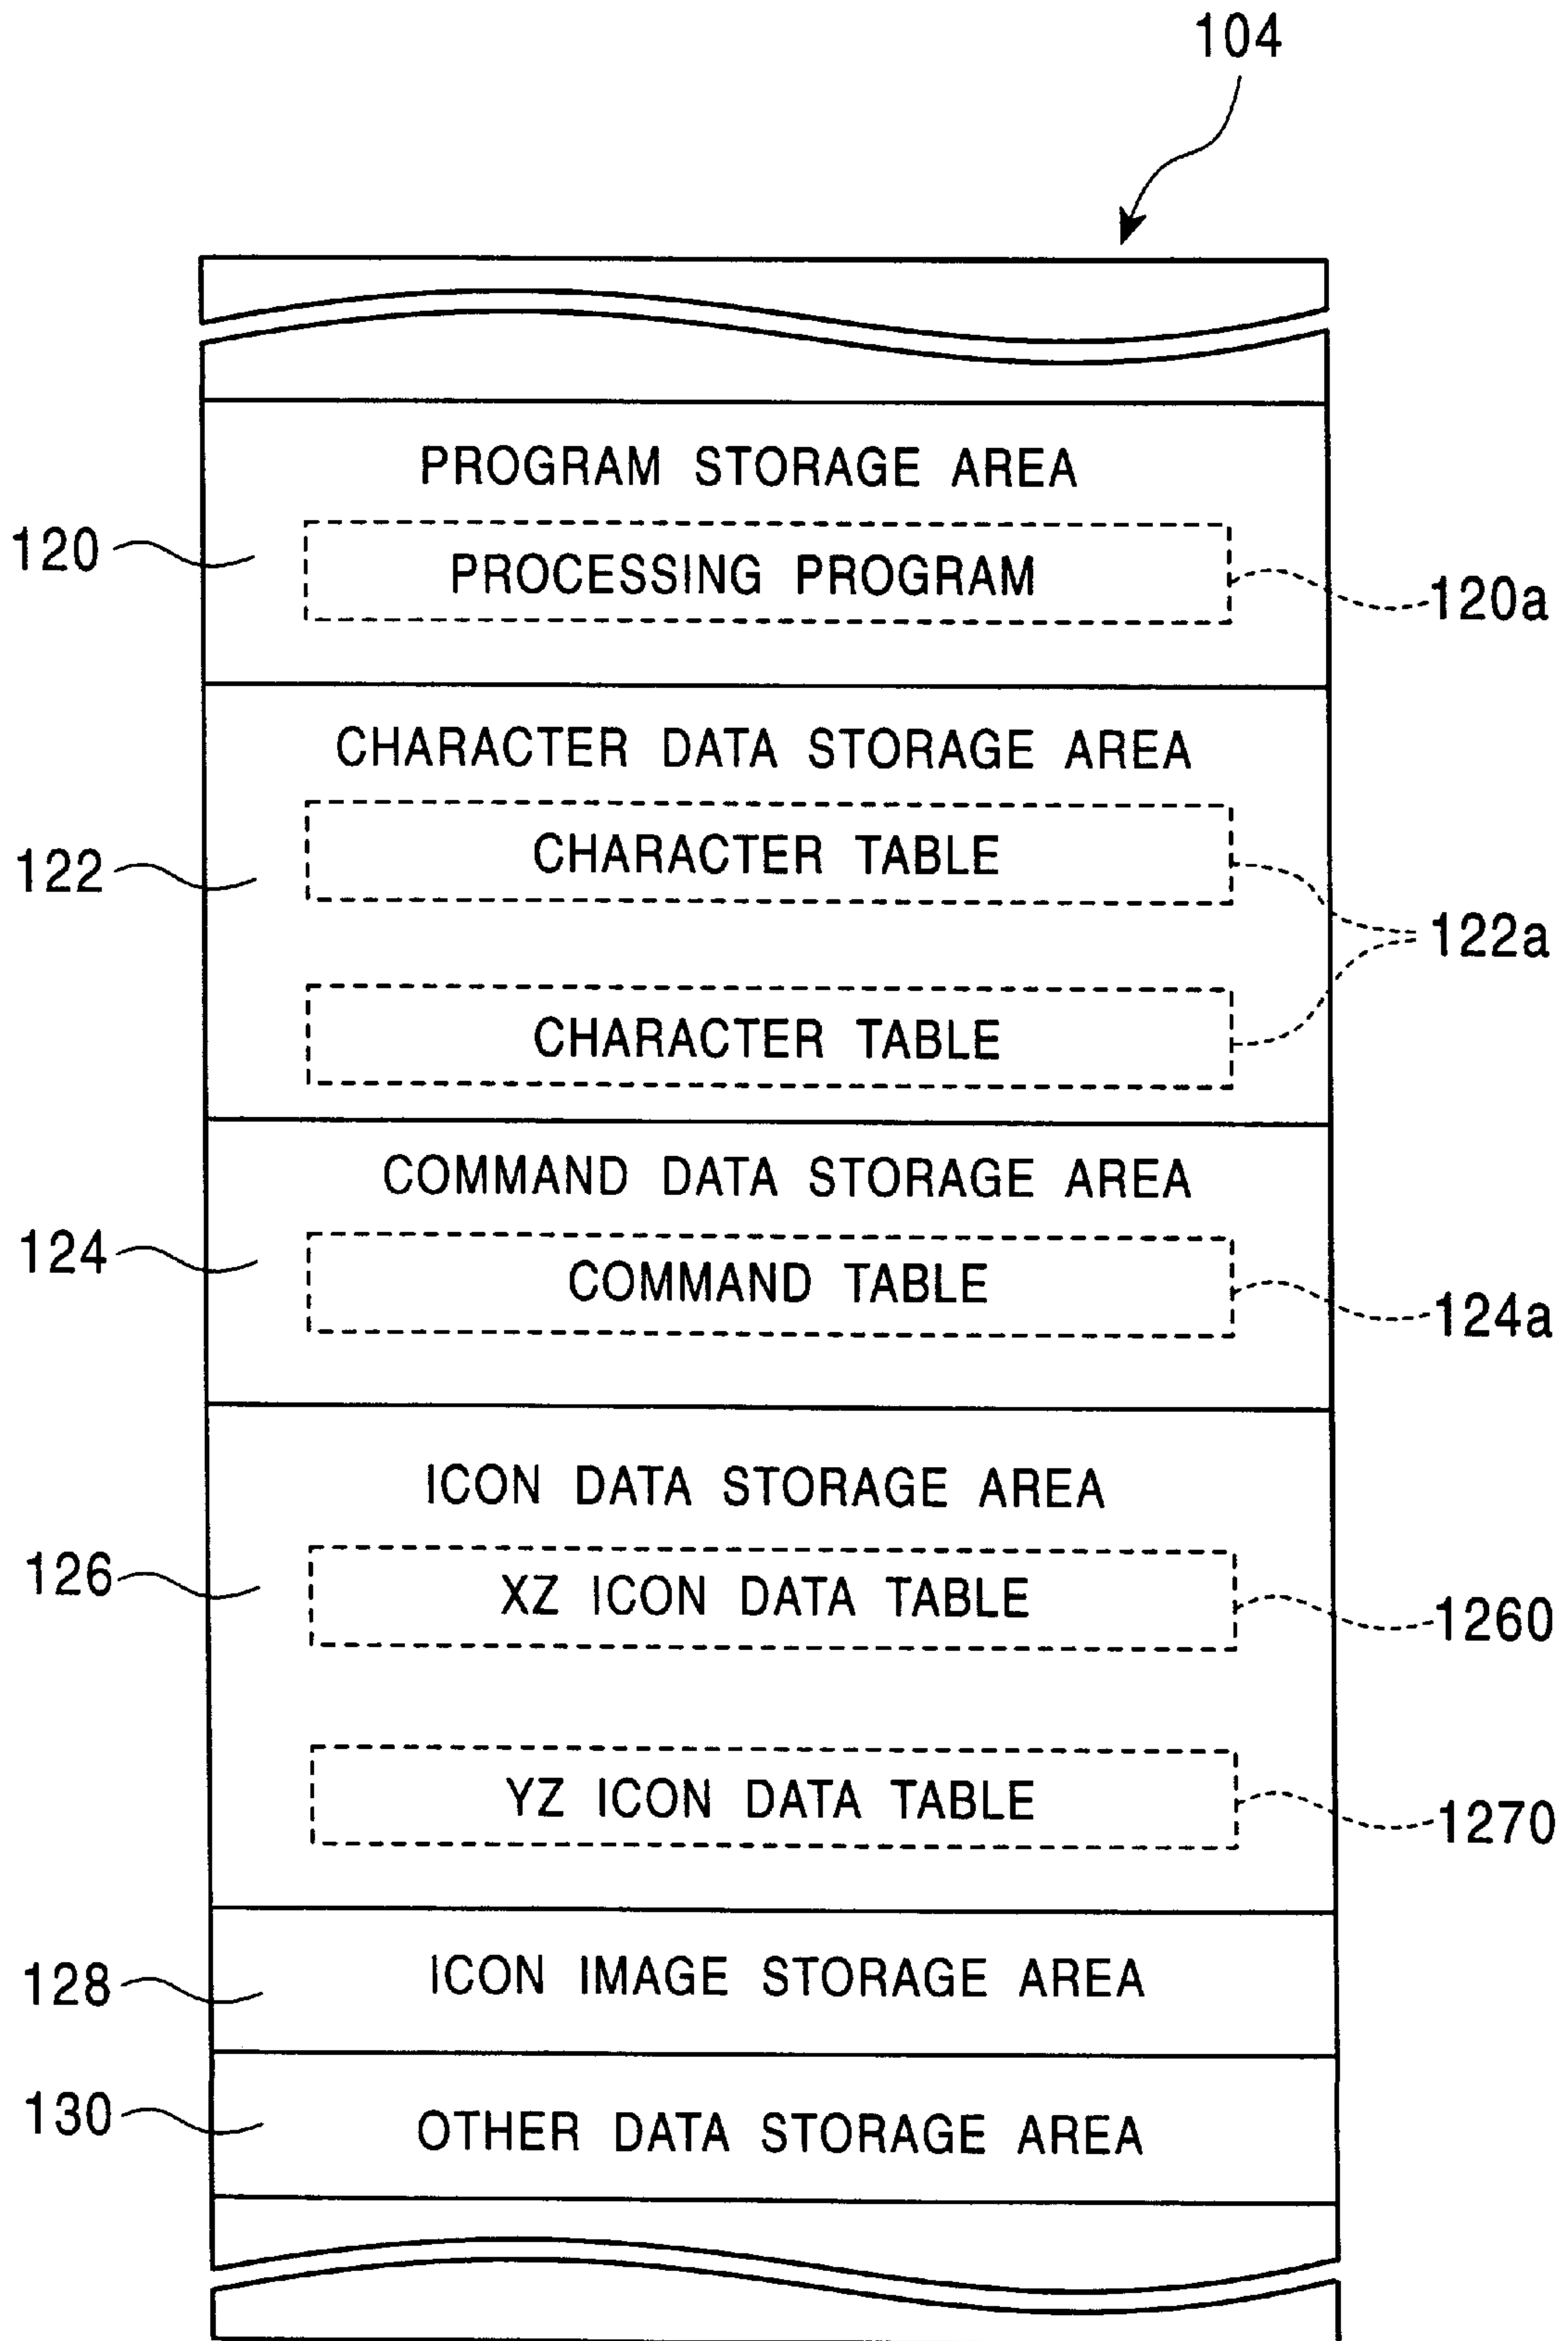 104
PROGRAM STORAGE AREA
120
PROCESSING PROGRAM
120a
CHARACTER DATA STORAGE AREA
122
CHARACTER TABLE
122a
CHARACTER TABLE
COMMAND DATA STORAGE AREA
124
COMMAND TABLE
124a
ICON DATA STORAGE AREA
126
XZ ICON DATA TABLE
1260
YZ ICON DATA TABLE
1270
128
ICON IMAGE STORAGE AREA
130
OTHER DATA STORAGE AREA